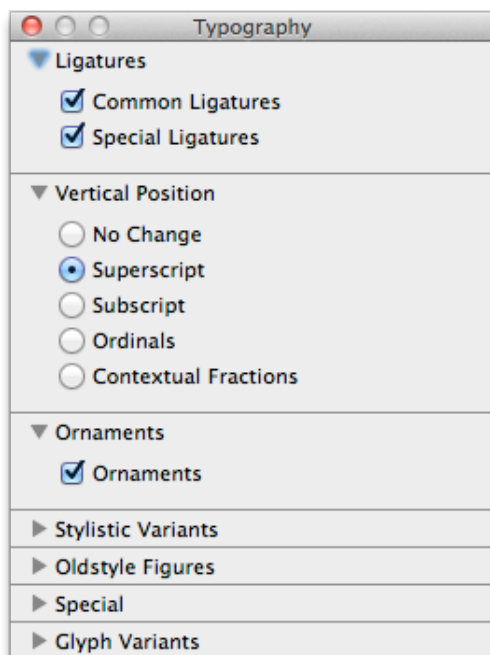 Typography
Ligatures
Common Ligatures
Special Ligatures
Vertical Position
No Change
Superscript
Subscript
Ordinals
Contextual Fractions
Ornaments
Ornaments
Stylistic Variants
Oldstyle Figures
Special
Glyph Variants